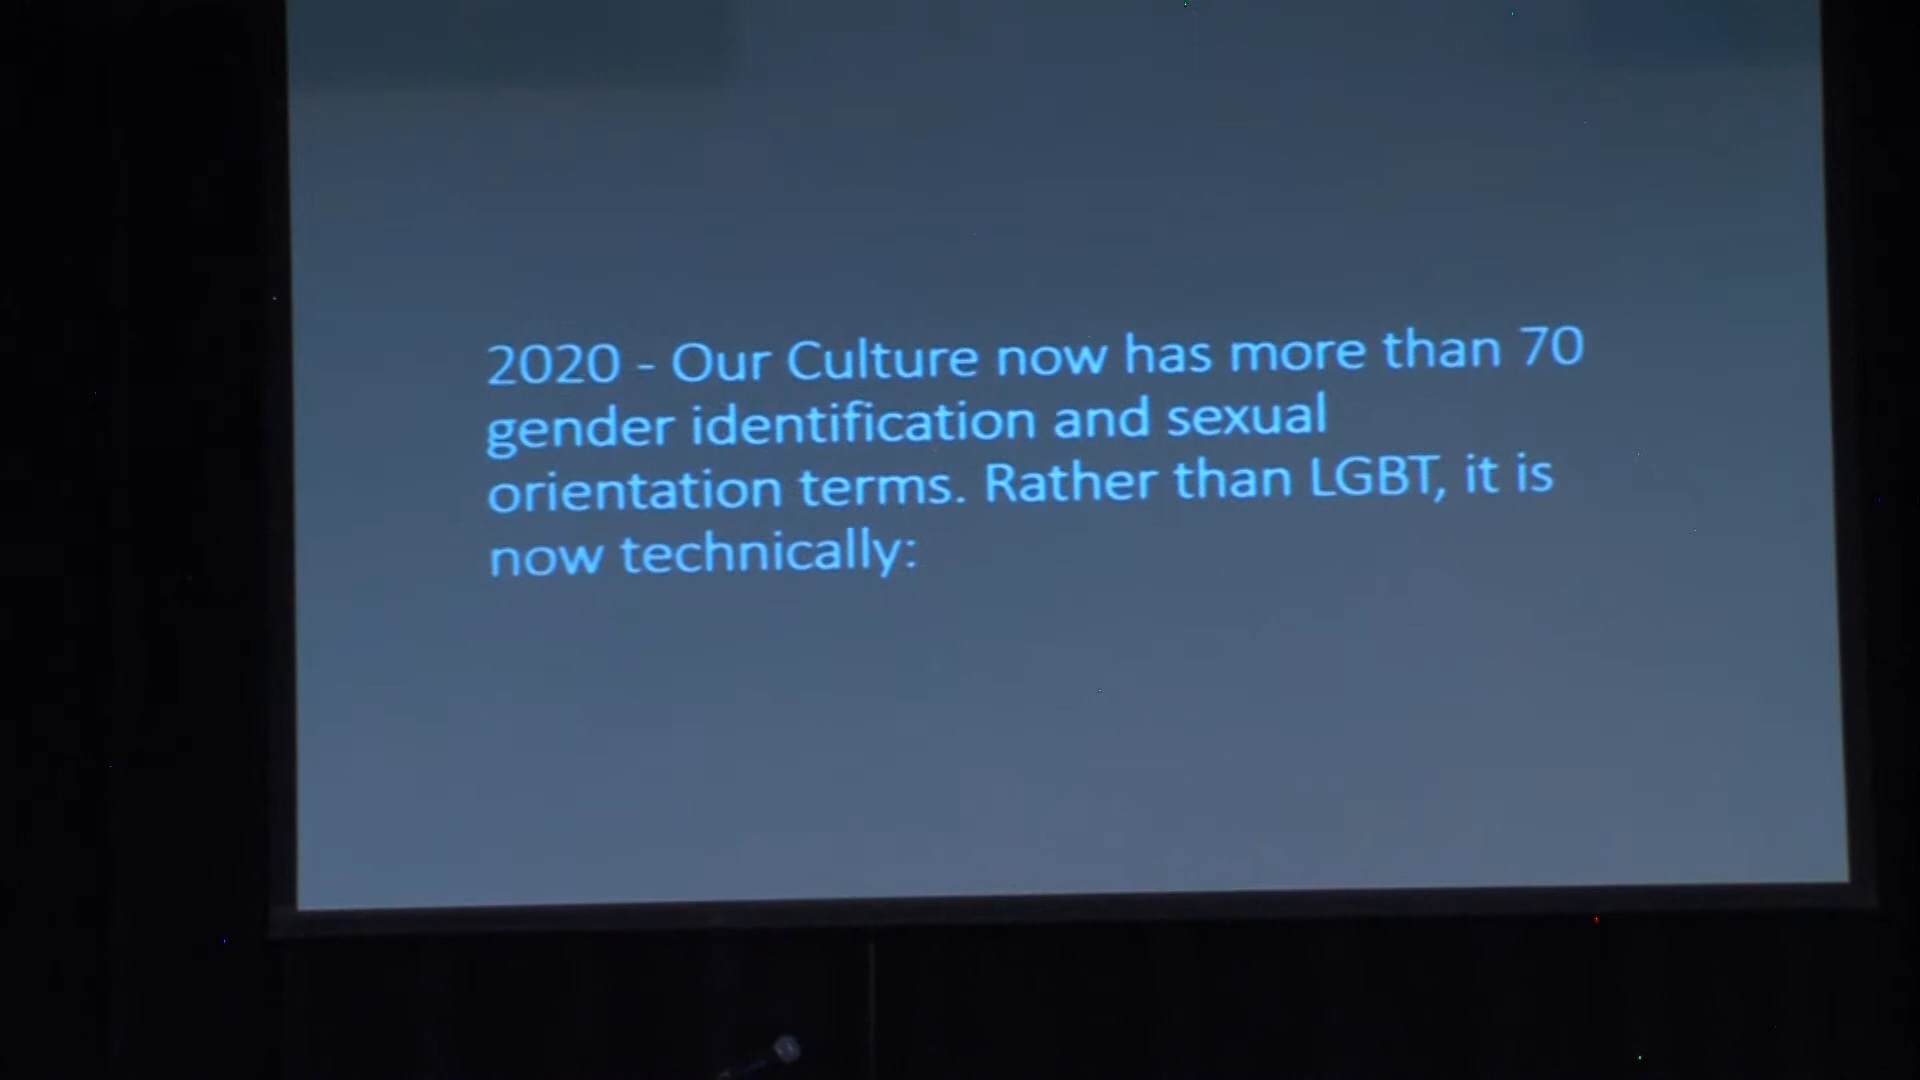 2020 - Our Culture now has more than 70
gender identification and sexual
orientation terms. Rather than LGBT, it is
now technically: